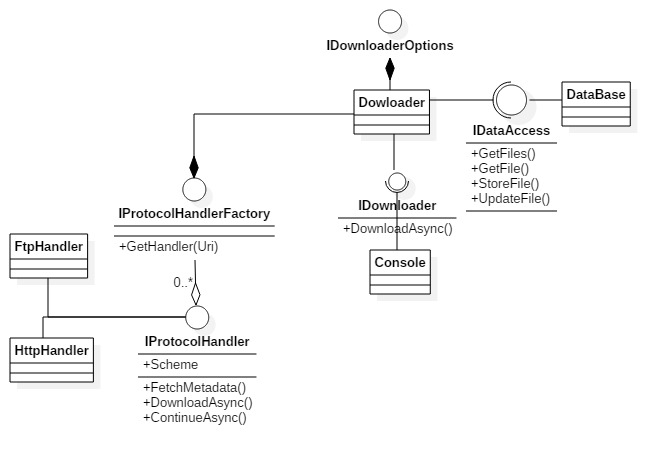 IDownloaderOptions
Dowloader
DataBase
IDataAccess
+GetFiles()
+GetFile()
+StoreFile()
+UpdateFile()
IProtocolHandlerFactory
+GetHandler(Uri)
IDownloader
+DownloadAsync()
Console
FtpHandler
0..*
HttpHandler
IProtocolHandler
+Scheme
+FetchMetadata()
+DownloadAsync()
+ContinueAsync()